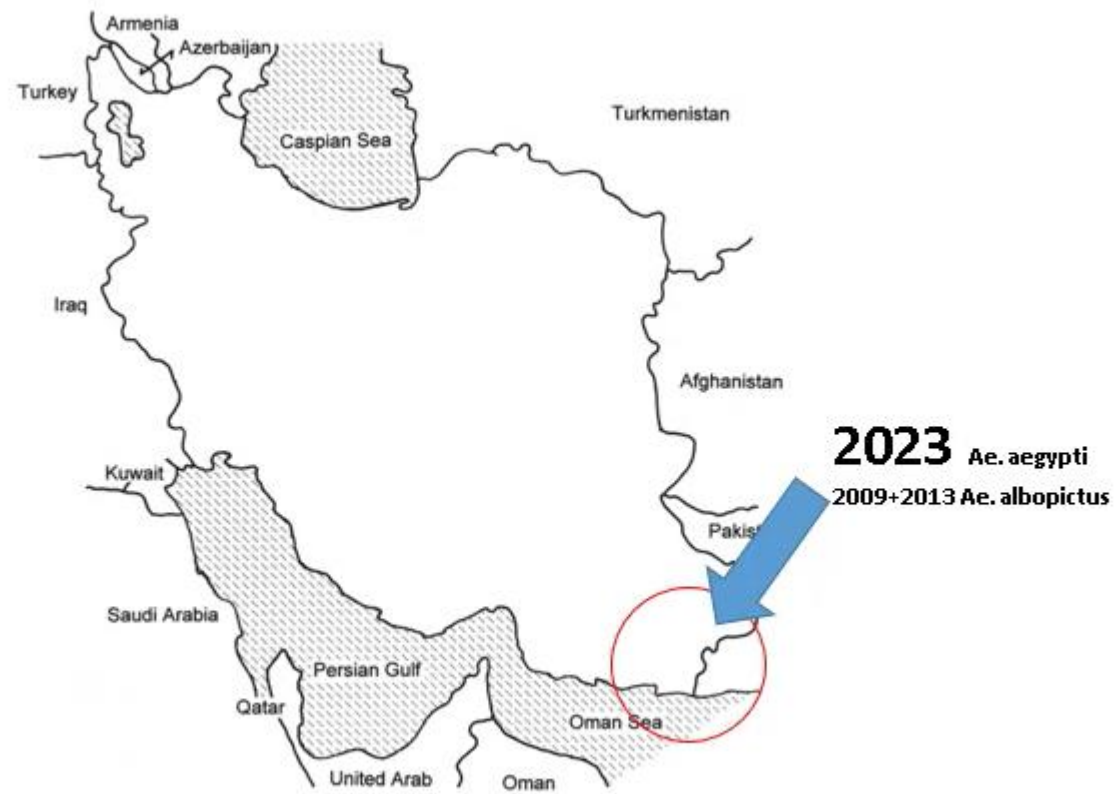 Armenia
Azerbaijan
Turkey
Caspian Sea
Turkmenistan
Iraq
Afghanistan
2023 Ae. aegypti
2009+2013 Ae. albopictus
Kuwait
Pakis
Saudi Arabia
Persian Gulf
Qatar
Oman Sea
United Arab
Oman